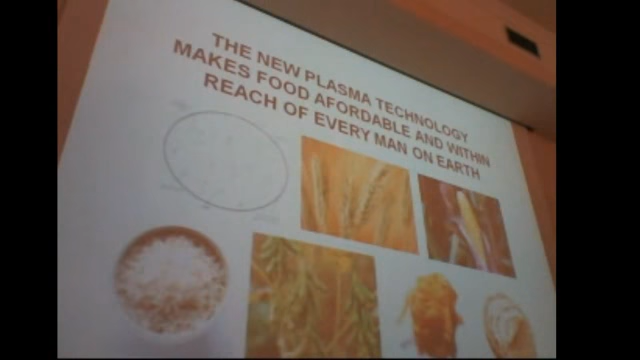 THE NEW PLASMA TECHNOLOGY
MAKES FOOD AFORDABLE AND WITHIN
REACH OF EVERY MAN ON EARTH